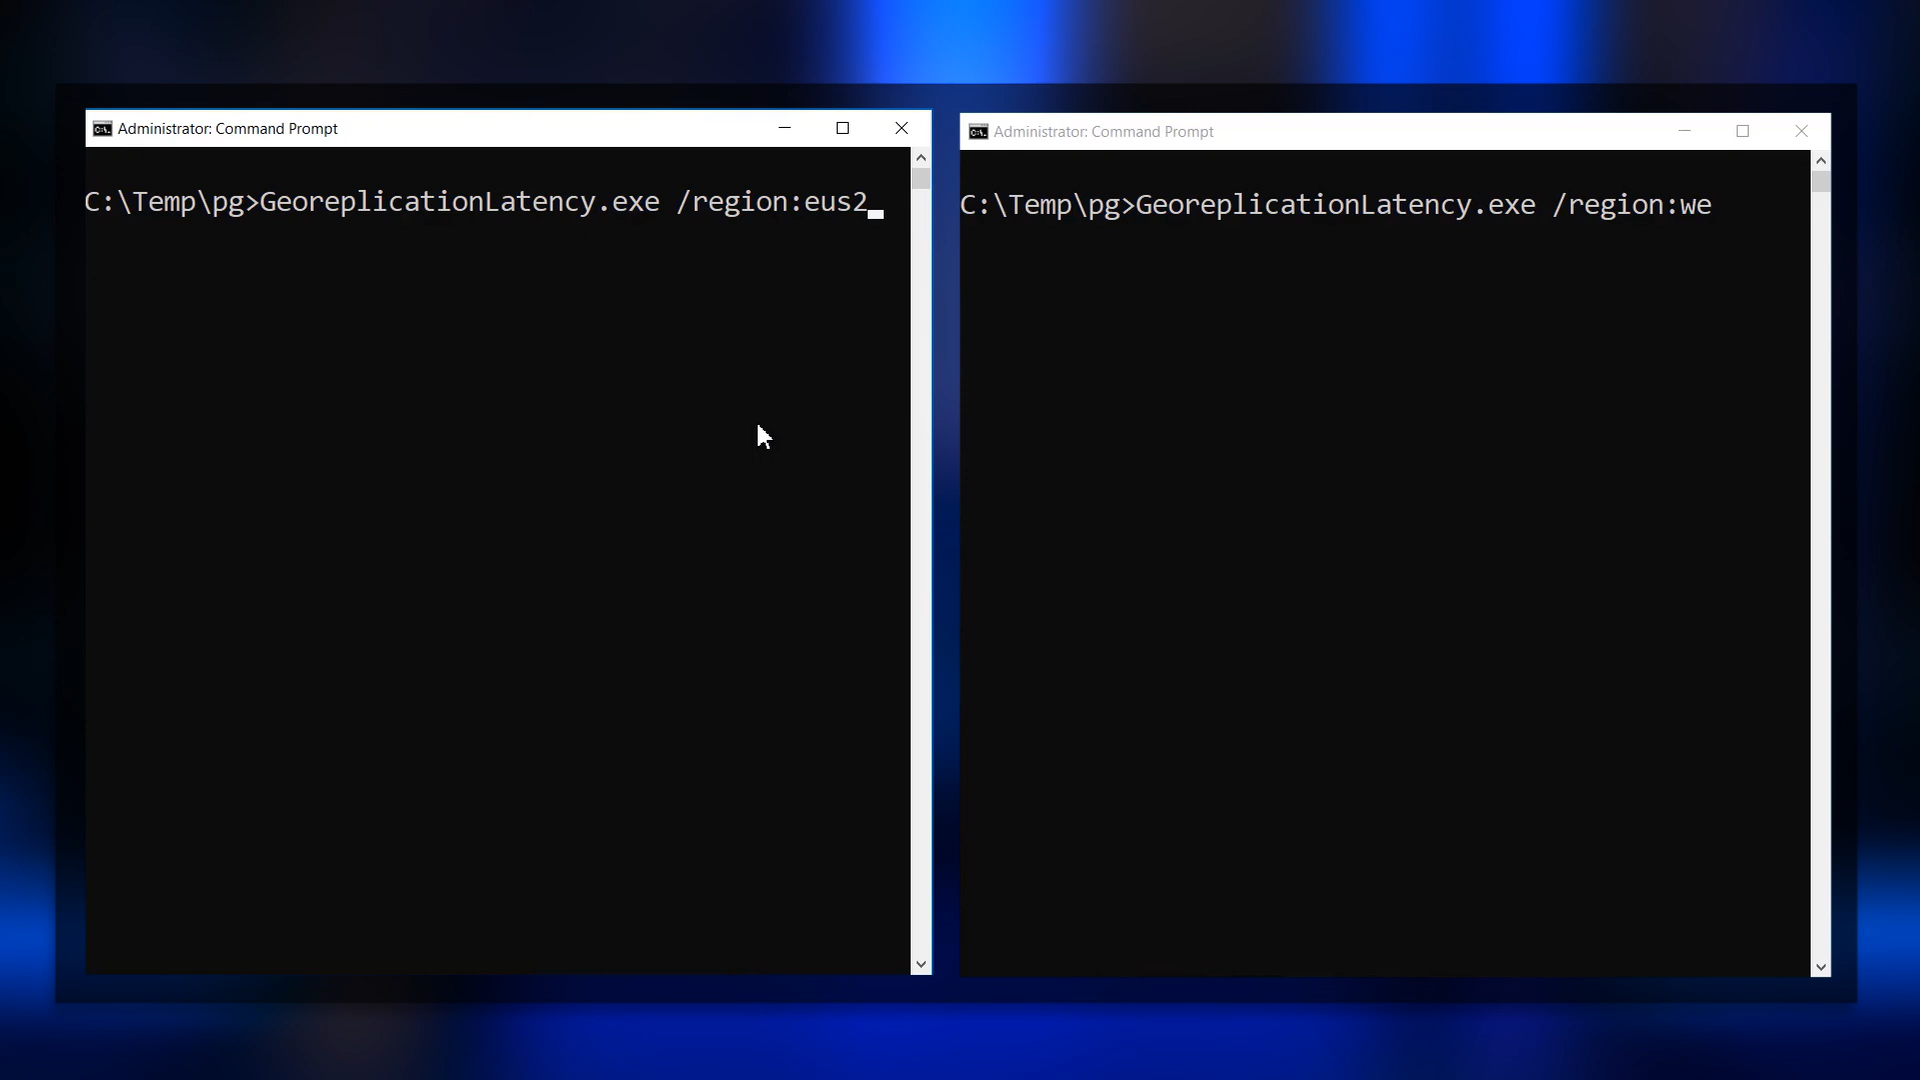 Administrator: Command Prompt
C:\Temp\pg>GeoreplicationLatency.exe /region:eus2
Administrator: Command Prompt
C:\Temp\pg>GeoreplicationLatency.exe /region:we